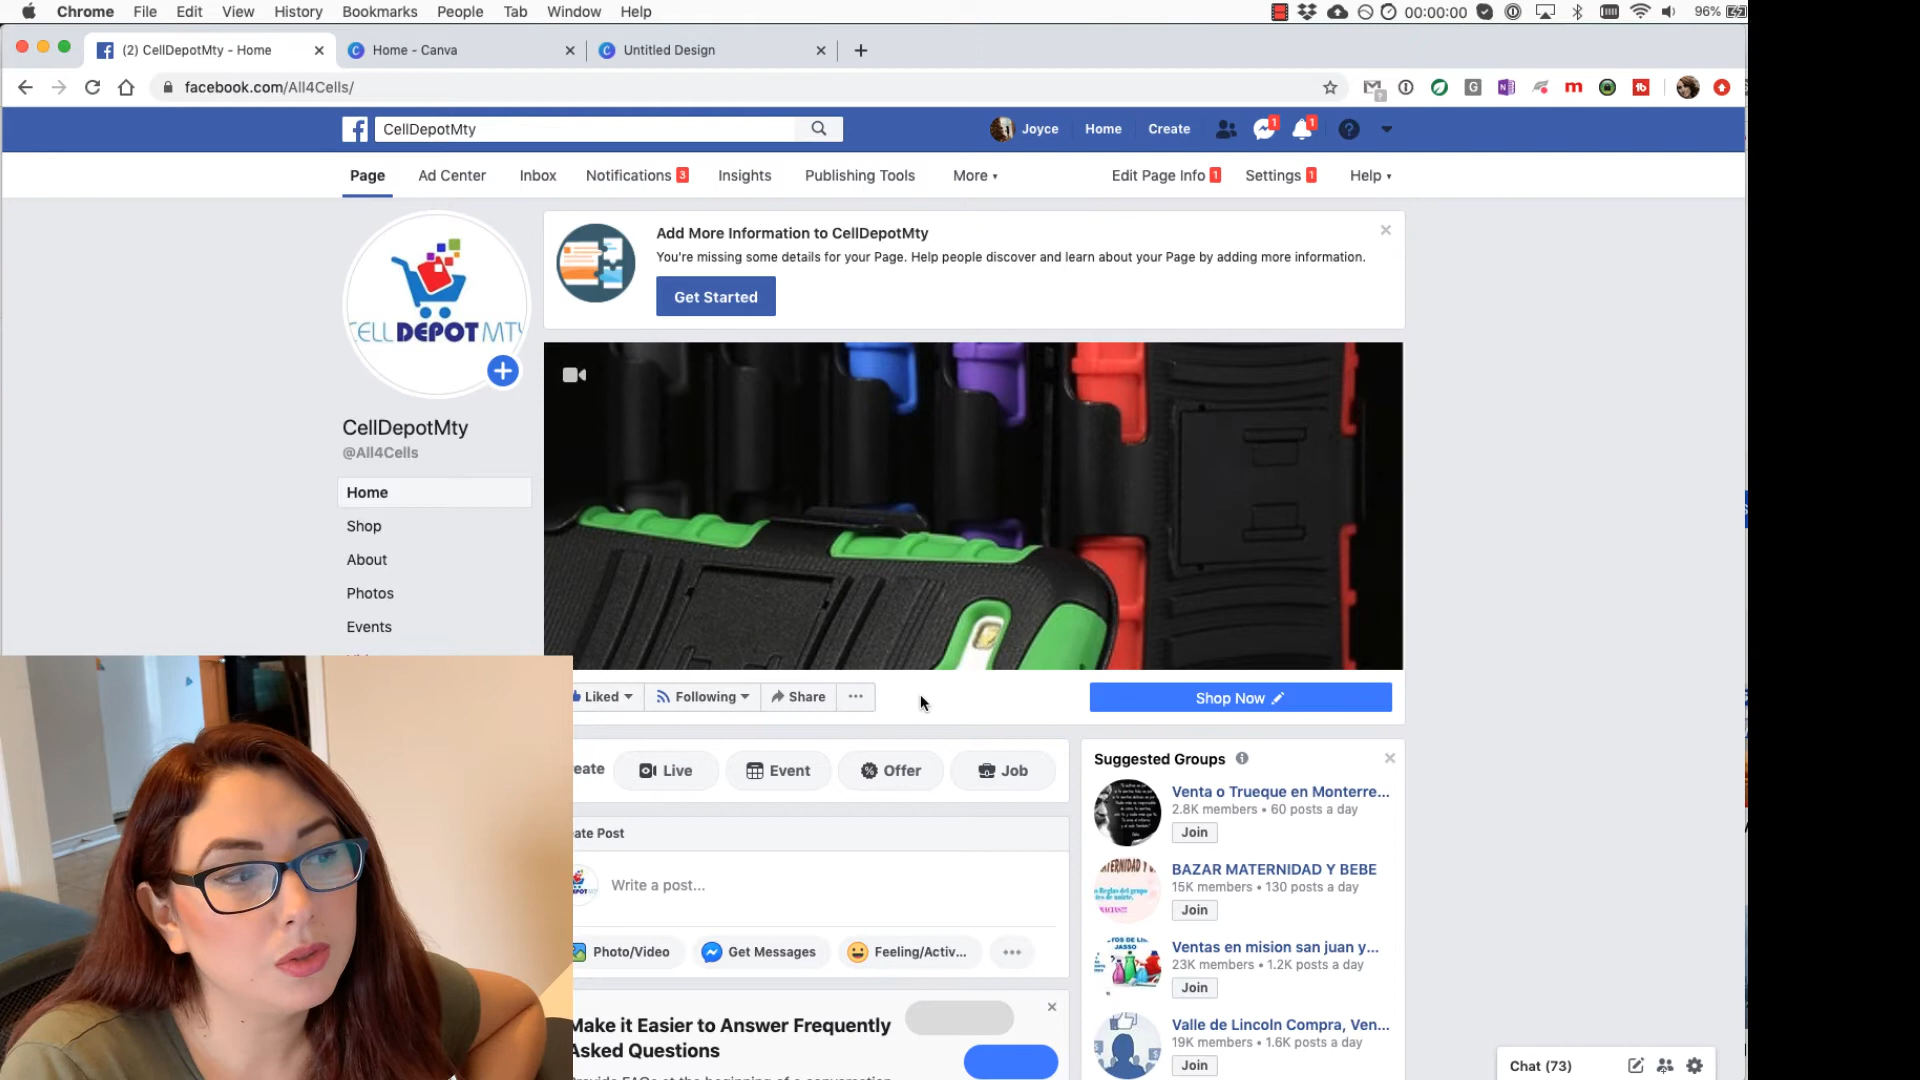 Chrome File Edit View History Bookmarks People Tab Window Help 00:00:00 96%
(2) CellDepotMty - Home Home - Canva Untitled Design
facebook.com/All4Cells/
CellDepotMty Joyce Home Create 1 1
Page Ad Center Inbox Notifications 3 Insights Publishing Tools More Edit Page Info 1 Settings 1 Help
Add More Information to CellDepotMty
You're missing some details for your Page. Help people discover and learn about your Page by adding more information.
Get Started
ELL DEPOT MTY
CellDepotMty
@All4Cells
Home
Shop
About
Photos
Events
Liked Following Share ... Shop Now
eate Live Event Offer Job
ate Post
Write a post...
Photo/Video Get Messages Feeling/Activ... ...
Make it Easier to Answer Frequently
Asked Questions
Suggested Groups
Venta o Trueque en Monterre...
2.8K members • 60 posts a day
Join
BAZAR MATERNIDAD Y BEBE
15K members • 130 posts a day
Join
Ventas en mision san juan y...
23K members • 1.2K posts a day
Join
Valle de Lincoln Compra, Ven...
19K members • 1.6K posts a day
Join
Chat (73)